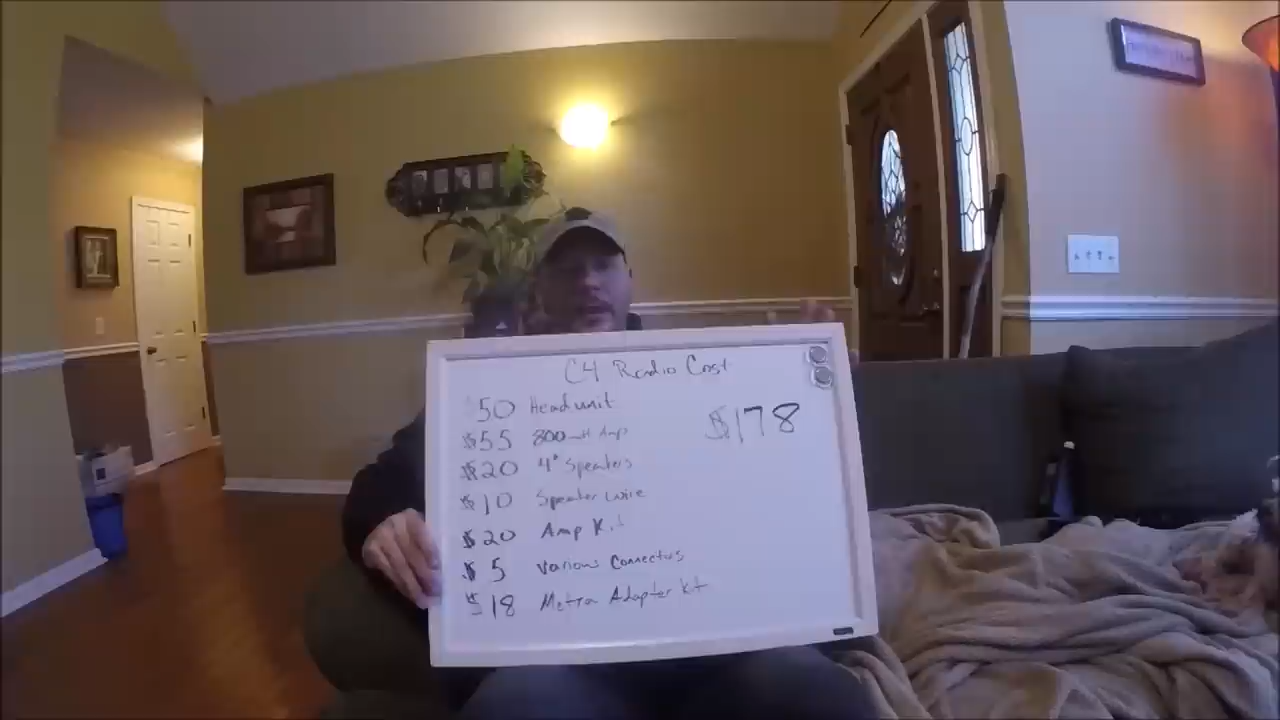 C4 Radio Cost
$50 Headunit
$178
$55 800watt Amp
$20 4" Speakers
$10 Speaker wire
$20 Amp Kit
$5 Various Connectors
$18 Metra Adapter Kit